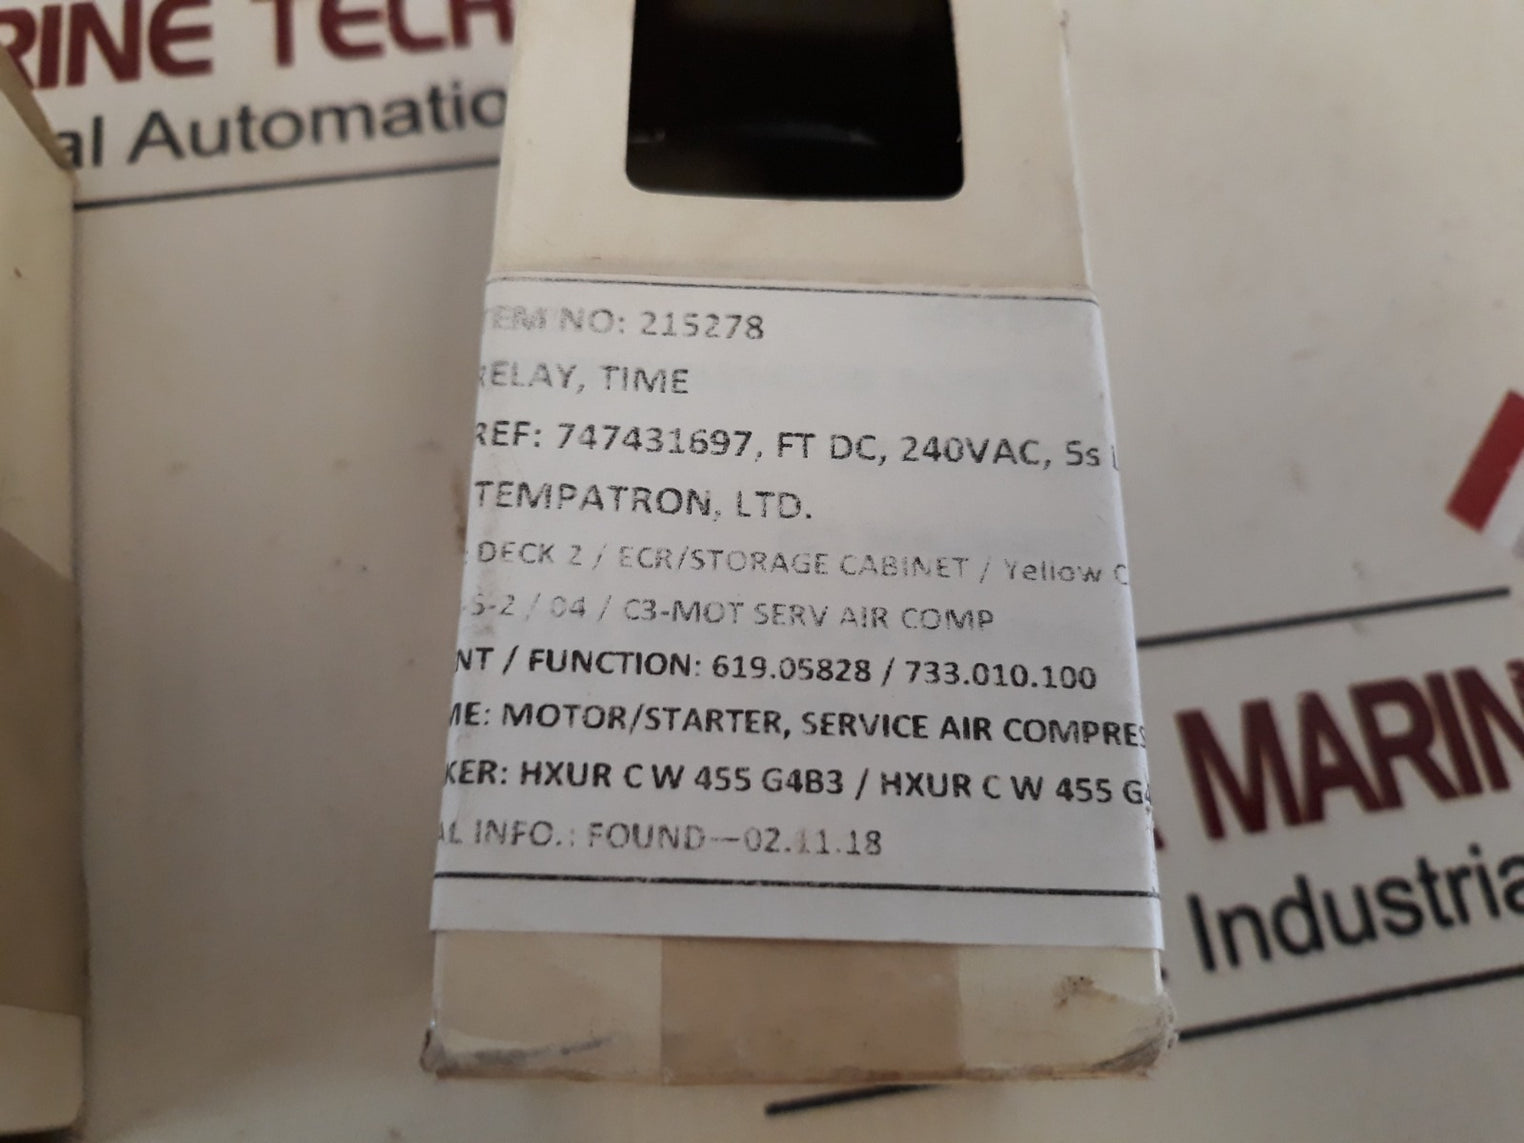 RINE TECH
al Automatio
TEM NO: 215278
RELAY, TIME
REF: 747431697, FT DC, 240VAC, 5s
TEMPATRON, LTD.
: DECK 2 / ECR/STORAGE CABINET / Yellow C
-S-2 / 04 / C3-MOT SERV AIR COMP
NT / FUNCTION: 619.05828 / 733.010.100
ME: MOTOR/STARTER, SERVICE AIR COMPRES
KER: HXUR C W 455 G4B3 / HXUR C W 455 G4
AL INFO.: FOUND--02.11.18
MARIN
Industria